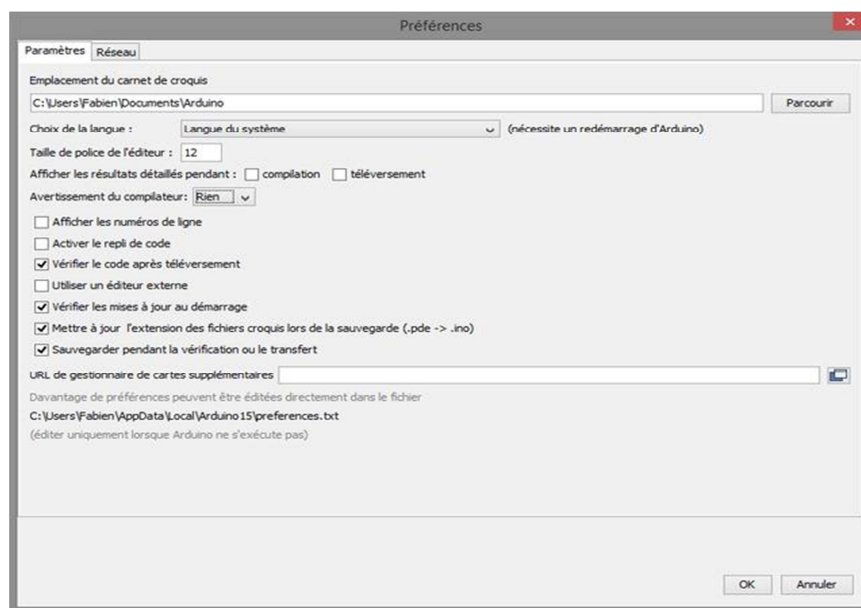 Préférences
Paramètres Réseau
Emplacement du carnet de croquis
C:\Users\Fabien\Documents\Arduino Parcourir
Choix de la langue : Langue du système (nécessite un redémarrage d'Arduino)
Taille de police de l'éditeur : 12
Afficher les résultats détaillés pendant : compilation téléversement
Avertissement du compilateur: Rien
Afficher les numéros de ligne
Activer le repli de code
Vérifier le code après téléversement
Utiliser un éditeur externe
Vérifier les mises à jour au démarrage
Mettre à jour l'extension des fichiers croquis lors de la sauvegarde (.pde -> .ino)
Sauvegarder pendant la vérification ou le transfert
URL de gestionnaire de cartes supplémentaires
Davantage de préférences peuvent être éditées directement dans le fichier
C:\Users\Fabien\AppData\Local\Arduino15\preferences.txt
(éditer uniquement lorsque Arduino ne s'exécute pas)
OK Annuler